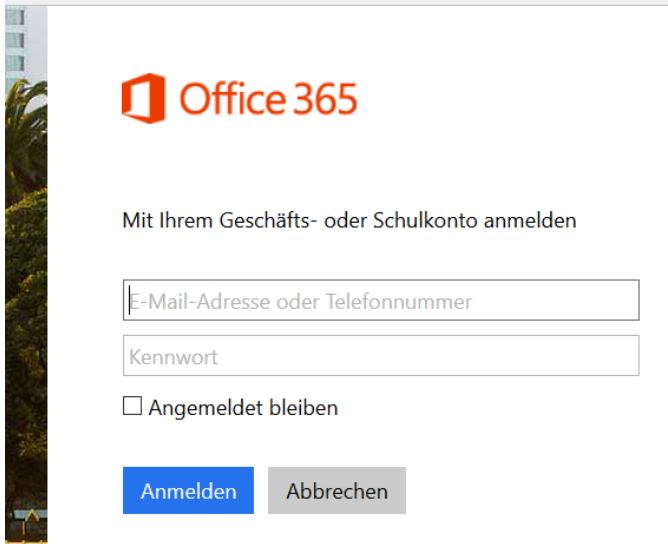 Office 365
Mit Ihrem Geschäfts- oder Schulkonto anmelden
E-Mail-Adresse oder Telefonnummer
Kennwort
Angemeldet bleiben
Anmelden Abbrechen